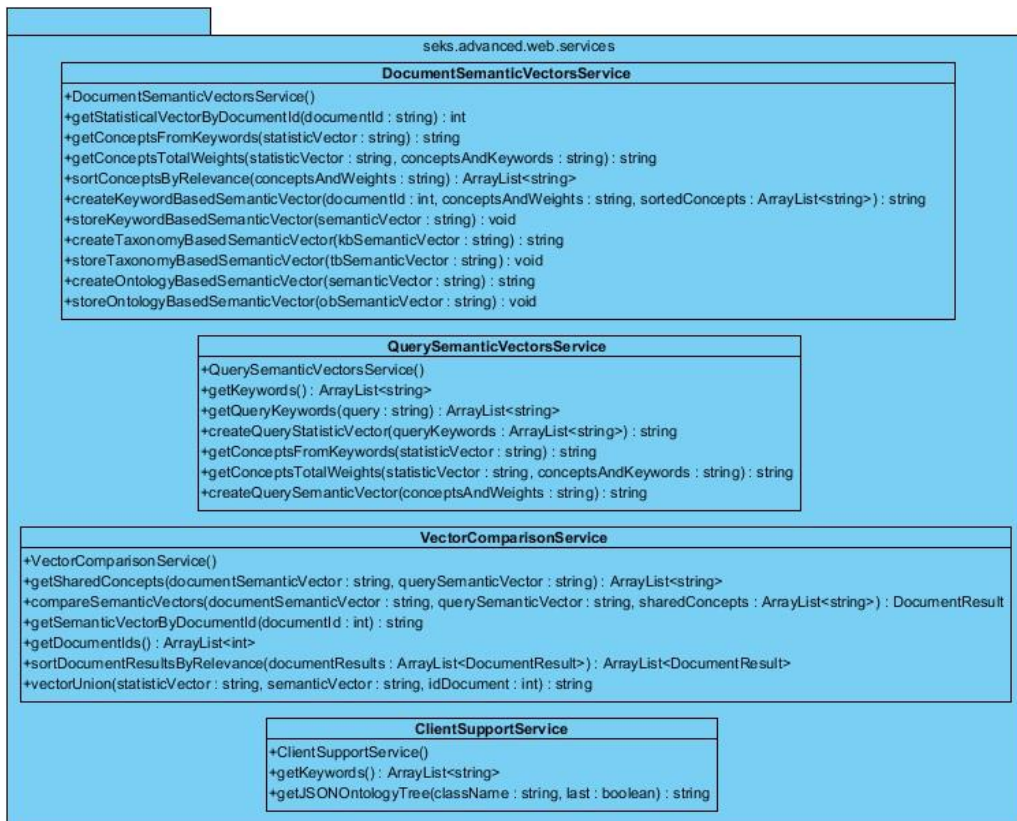 seks.advanced.web.services
DocumentSemanticVectorsService
+DocumentSemanticVectorsService()
+getStatisticalVectorByDocumentId(documentId : string) : int
+getConceptsFromKeywords(statisticVector : string) : string
+getConceptsTotalWeights(statisticVector : string, conceptsAndKeywords : string) : string
+sortConceptsByRelevance(conceptsAndWeights : string) : ArrayList<string>
+createKeywordBasedSemanticVector(documentId : int, conceptsAndWeights : string, sortedConcepts : ArrayList<string>) : string
+storeKeywordBasedSemanticVector(semanticVector : string) : void
+createTaxonomyBasedSemanticVector(kbSemanticVector : string) : string
+storeTaxonomyBasedSemanticVector(tbSemanticVector : string) : void
+createOntologyBasedSemanticVector(semanticVector : string) : string
+storeOntologyBasedSemanticVector(obSemanticVector : string) : void
QuerySemanticVectorsService
+QuerySemanticVectorsService()
+getKeywords() : ArrayList<string>
+getQueryKeywords(query : string) : ArrayList<string>
+createQueryStatisticVector(queryKeywords : ArrayList<string>) : string
+getConceptsFromKeywords(statisticVector : string) : string
+getConceptsTotalWeights(statisticVector : string, conceptsAndKeywords : string) : string
+createQuerySemanticVector(conceptsAndWeights : string) : string
VectorComparisonService
+VectorComparisonService()
+getSharedConcepts(documentSemanticVector : string, querySemanticVector : string) : ArrayList<string>
+compareSemanticVectors(documentSemanticVector : string, querySemanticVector : string, sharedConcepts : ArrayList<string>) : DocumentResult
+getSemanticVectorByDocumentId(documentId : int) : string
+getDocumentIds() : ArrayList<int>
+sortDocumentResultsByRelevance(documentResults : ArrayList<DocumentResult>) : ArrayList<DocumentResult>
+vectorUnion(statisticVector : string, semanticVector : string, idDocument : int) : string
ClientSupportService
+ClientSupportService()
+getKeywords() : ArrayList<string>
+getJSONOntologyTree(className : string, last : boolean) : string